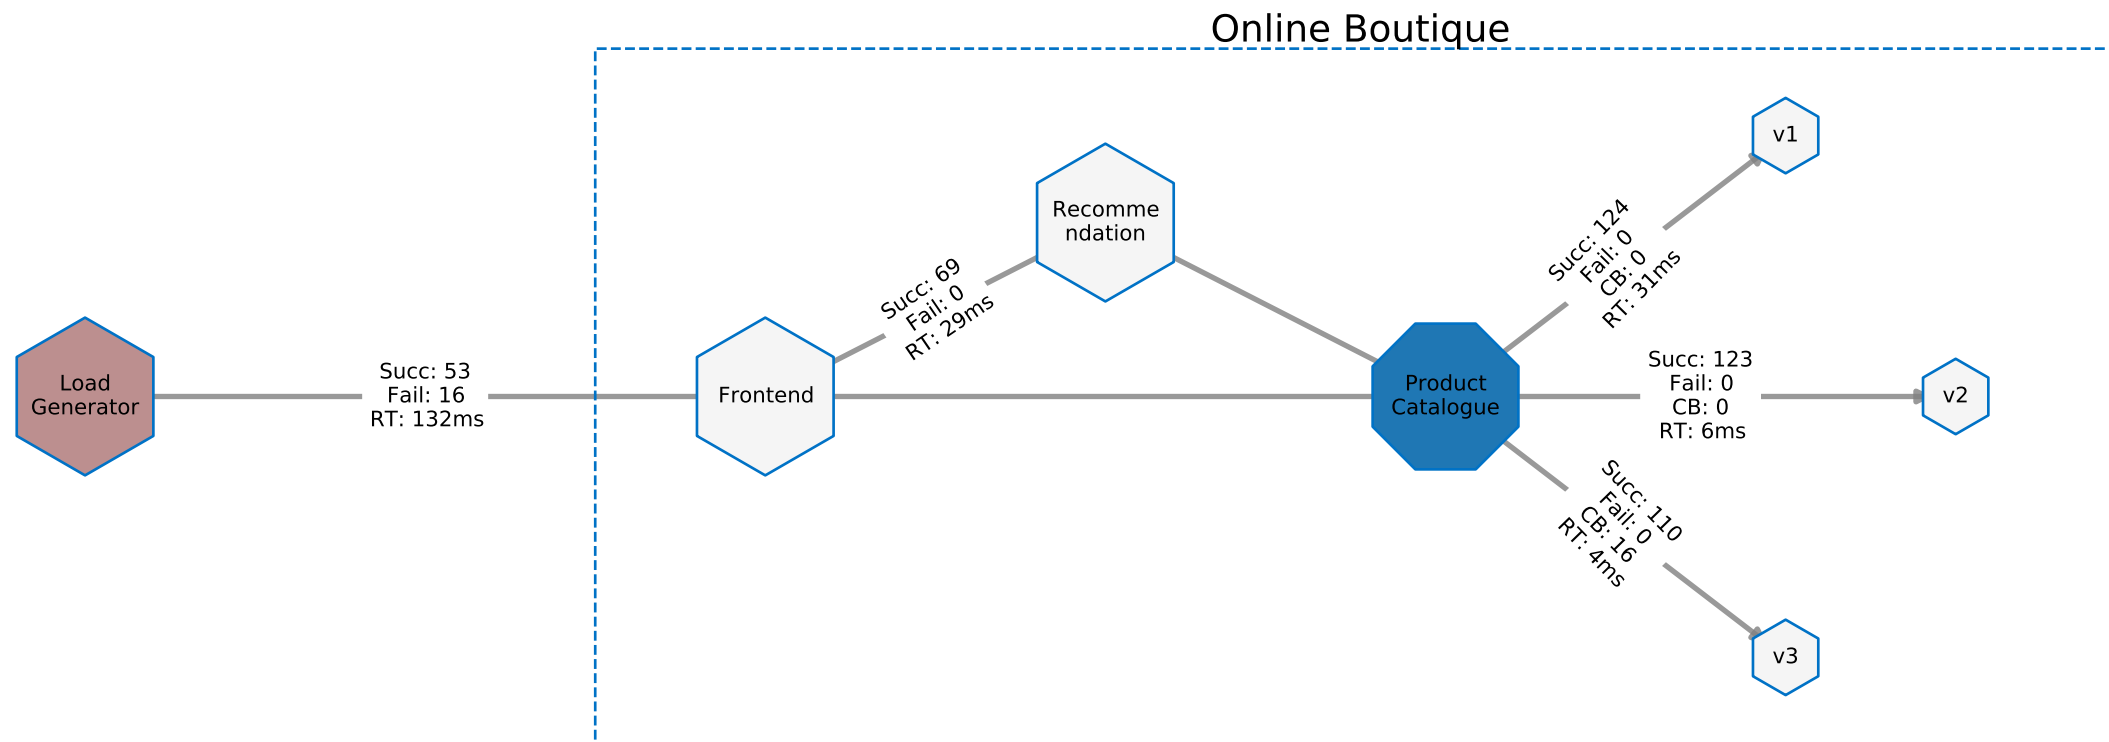 Online Boutique
Load
Generator
Succ: 53
Fail: 16
RT: 132ms
Frontend
Succ: 69
Fail: 0
RT: 29ms
Recomme
ndation
Product
Catalogue
Succ: 124
Fail: 0
CB: 0
RT: 31ms
v1
Succ: 123
Fail: 0
CB: 0
RT: 6ms
v2
Succ: 110
Fail: 0
CB: 16
RT: 4ms
v3